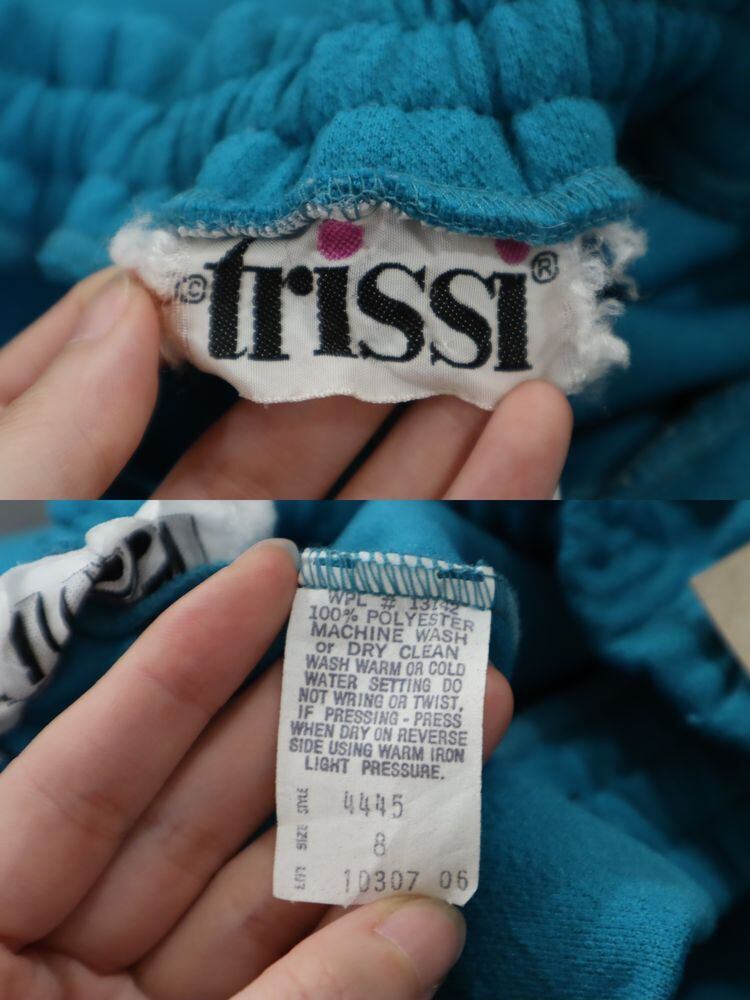 ©trissi®
WPL # 13142
100% POLYESTER
MACHINE WASH
or DRY CLEAN
WASH WARM OR COLD
WATER SETTING DO
NOT WRING OR TWIST,
IF PRESSING - PRESS
WHEN DRY ON REVERSE
SIDE USING WARM IRON
LIGHT PRESSURE.
STYLE 4445
SIZE 8
10307 06